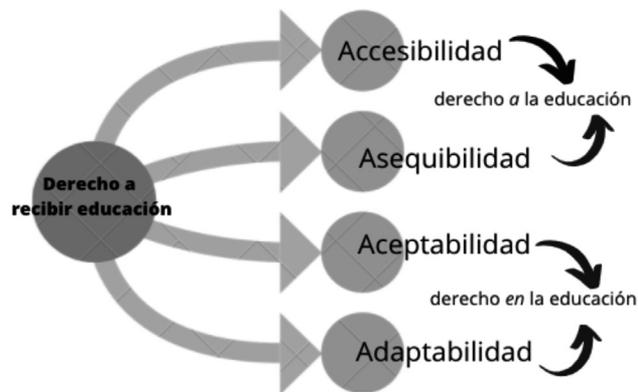 Derecho a
recibir educación
Accesibilidad
derecho a la educación
Asequibilidad
Aceptabilidad
derecho en la educación
Adaptabilidad